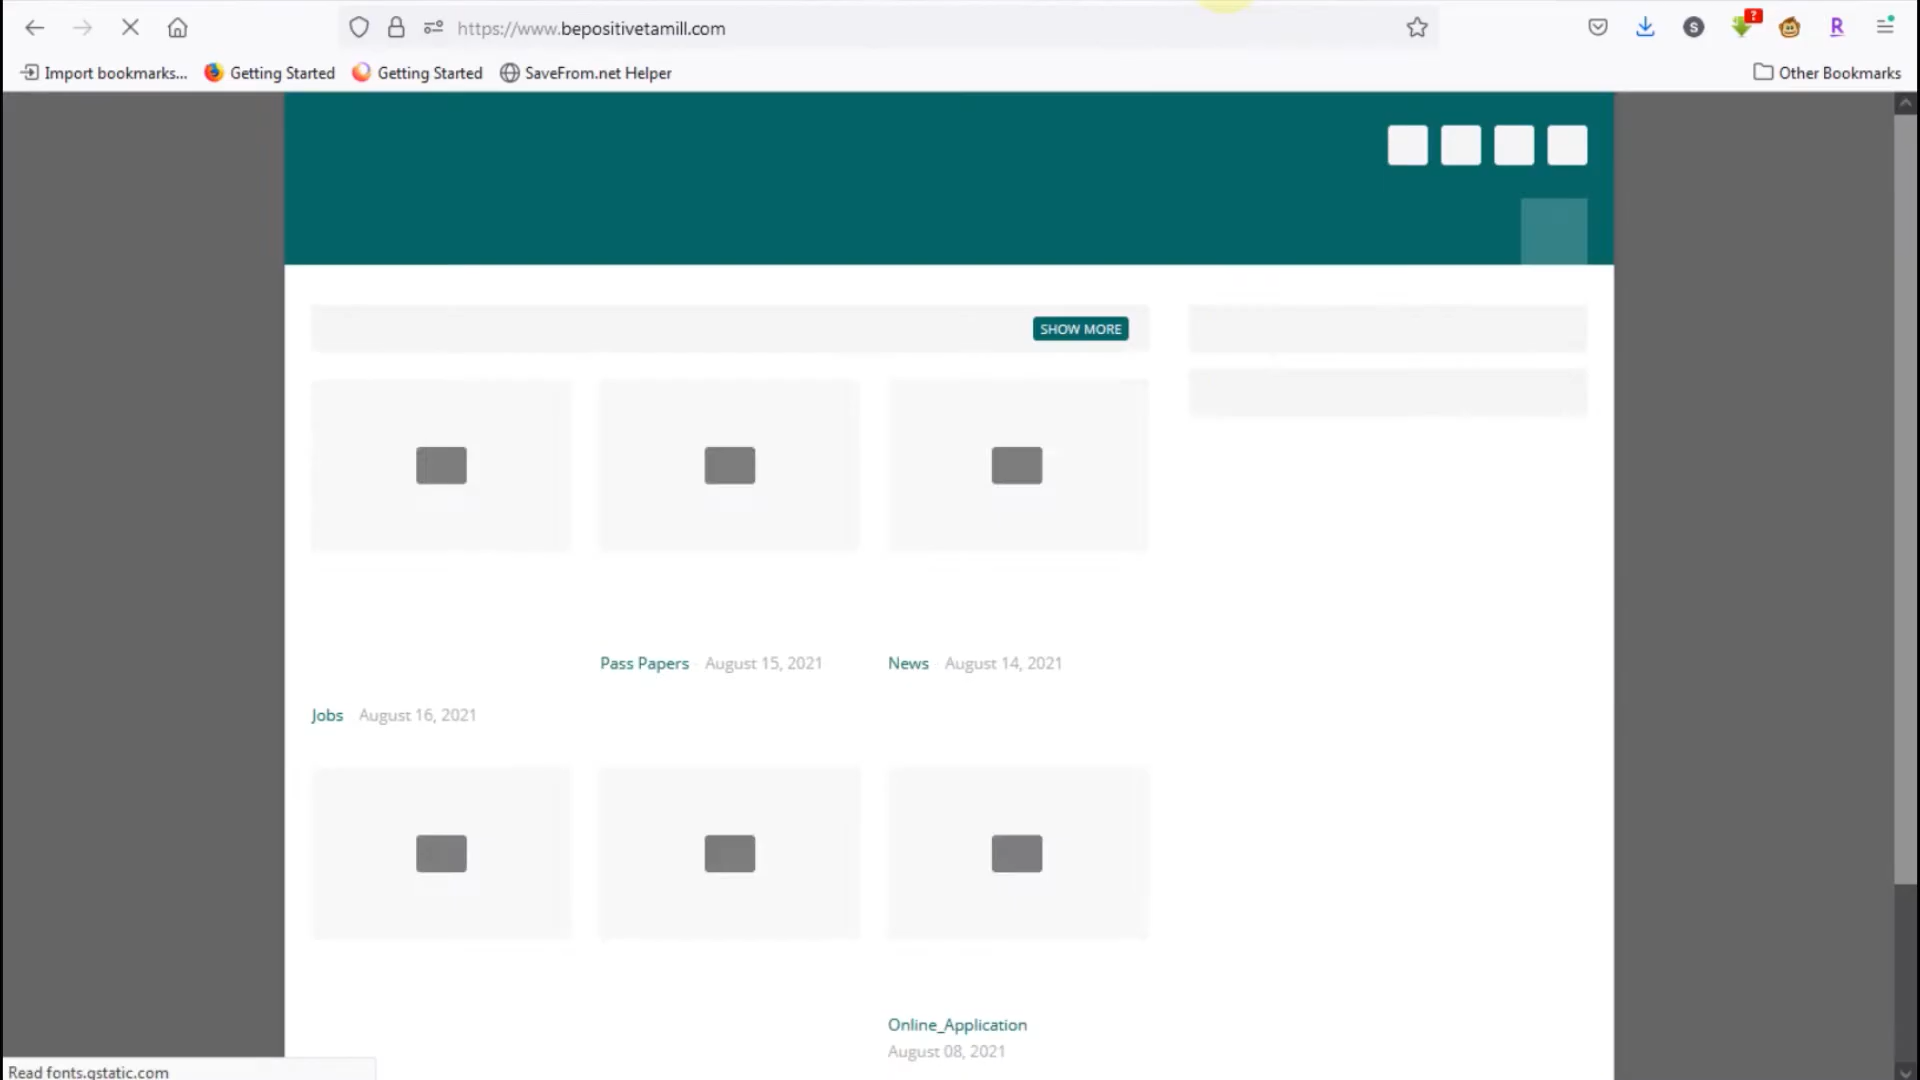 https://www.bepositivetamill.com
S
?
R
Import bookmarks...
Getting Started
Getting Started
SaveFrom.net Helper
Other Bookmarks
SHOW MORE
Pass Papers August 15, 2021
News August 14, 2021
Jobs August 16, 2021
Online_Application
August 08, 2021
Read fonts.gstatic.com